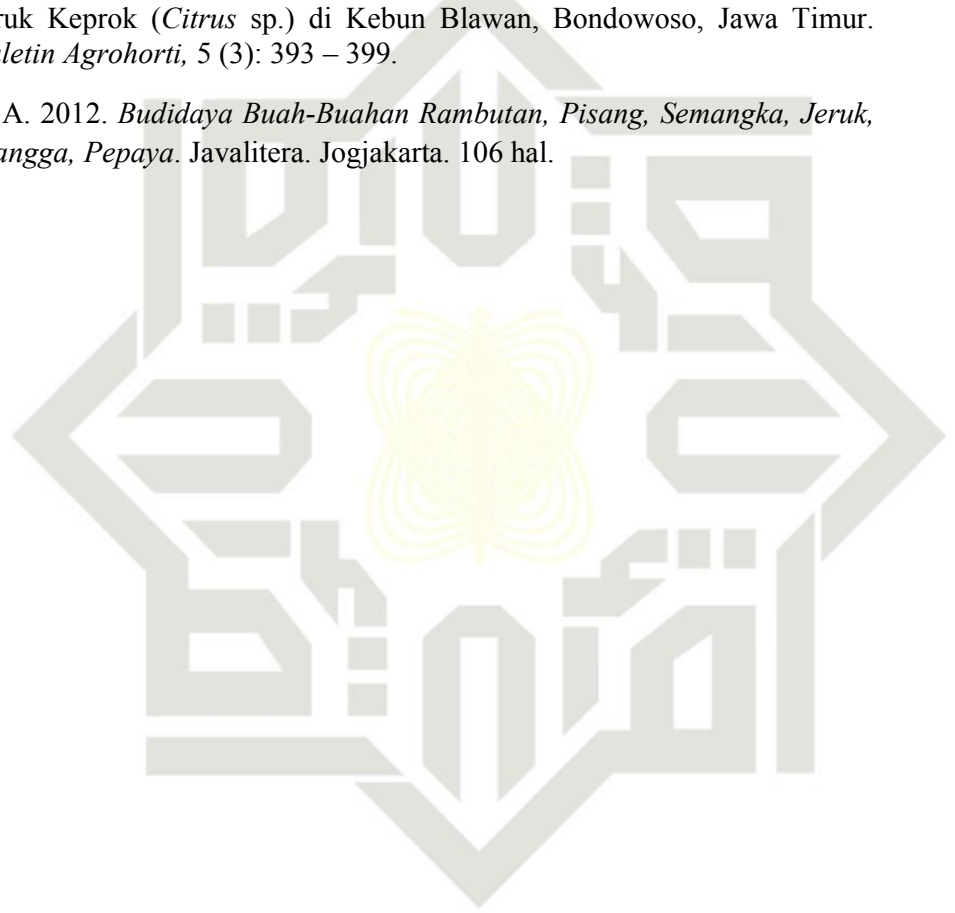 ruk Keprok (Citrus sp.) di Kebun Blawan, Bondowoso, Jawa Timur.
letin Agrohorti, 5 (3): 393 – 399.
A. 2012. Budidaya Buah-Buahan Rambutan, Pisang, Semangka, Jeruk,
angga, Pepaya. Javalitera. Jogjakarta. 106 hal.